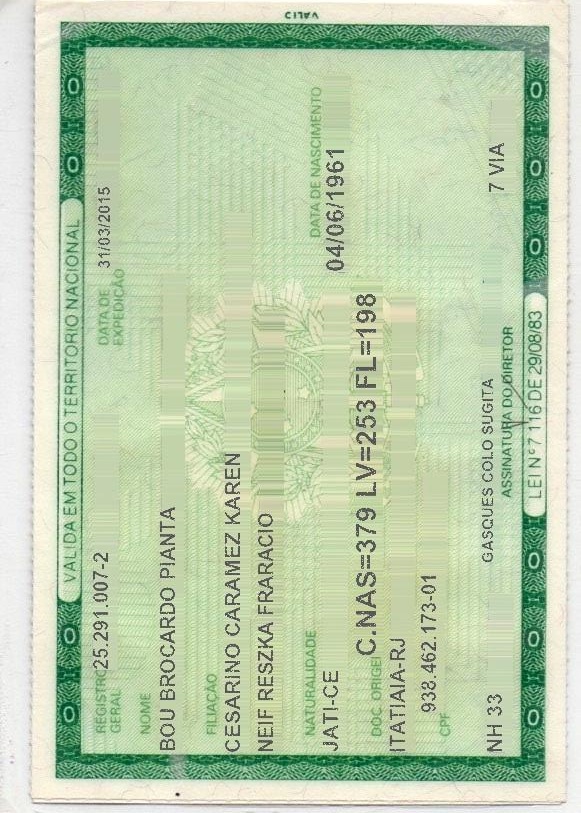 VALIDA EM TODO O TERRITÓRIO NACIONAL
REGISTRO GERAL 25.291.007-2 DATA DE EXPEDIÇÃO 31/03/2015
NOME
BOU BROCARDO PIANTA
FILIAÇÃO
CESARINO CARAMEZ KAREN
NEIF RESZKA FRARACIO
NATURALIDADE DATA DE NASCIMENTO
JATI-CE 04/06/1961
DOC. ORIGEM C.NAS=379 LV=253 FL=198
ITATIAIA-RJ
CPF 938.462.173-01
NH 33 GASQUES COLO SUGITA 7 VIA
ASSINATURA DO DIRETOR
LEI Nº 7.116 DE 29/08/83